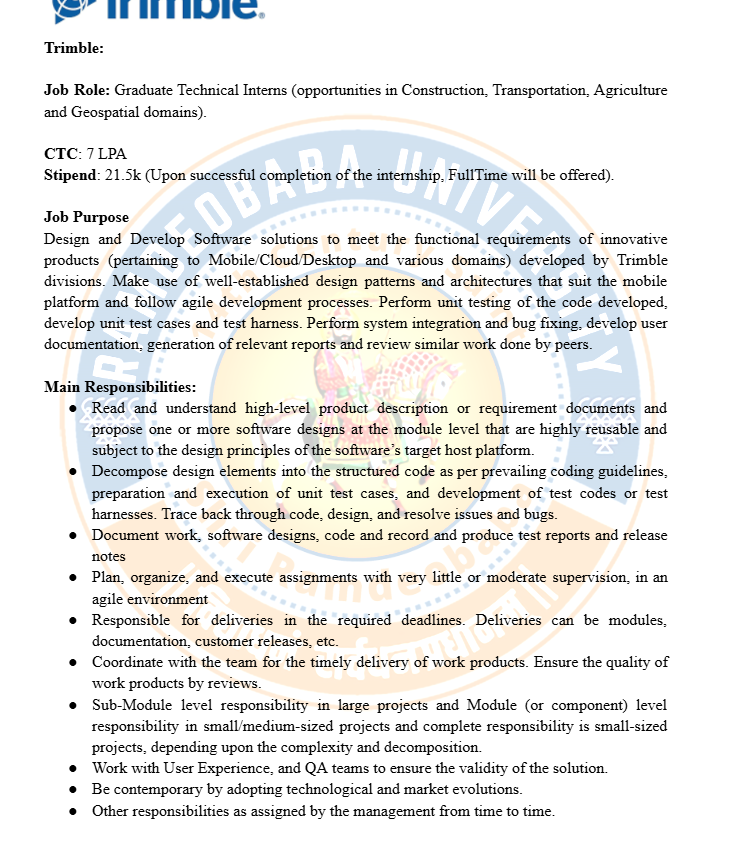 Trimble
Trimble:
Job Role: Graduate Technical Interns (opportunities in Construction, Transportation, Agriculture
and Geospatial domains).
CTC: 7 LPA
Stipend: 21.5k (Upon successful completion of the internship, FullTime will be offered).
Job Purpose
Design and Develop Software solutions to meet the functional requirements of innovative
products (pertaining to Mobile/Cloud/Desktop and various domains) developed by Trimble
divisions. Make use of well-established design patterns and architectures that suit the mobile
platform and follow agile development processes. Perform unit testing of the code developed,
develop unit test cases and test harness. Perform system integration and bug fixing, develop user
documentation, generation of relevant reports and review similar work done by peers.
Main Responsibilities:
● Read and understand high-level product description or requirement documents and
propose one or more software designs at the module level that are highly reusable and
subject to the design principles of the software’s target host platform.
● Decompose design elements into the structured code as per prevailing coding guidelines,
preparation and execution of unit test cases, and development of test codes or test
harnesses. Trace back through code, design, and resolve issues and bugs.
● Document work, software designs, code and record and produce test reports and release
notes
● Plan, organize, and execute assignments with very little or moderate supervision, in an
agile environment
● Responsible for deliveries in the required deadlines. Deliveries can be modules,
documentation, customer releases, etc.
● Coordinate with the team for the timely delivery of work products. Ensure the quality of
work products by reviews.
● Sub-Module level responsibility in large projects and Module (or component) level
responsibility in small/medium-sized projects and complete responsibility is small-sized
projects, depending upon the complexity and decomposition.
● Work with User Experience, and QA teams to ensure the validity of the solution.
● Be contemporary by adopting technological and market evolutions.
● Other responsibilities as assigned by the management from time to time.
RAMDEOBABA UNIVERSITY
Shri Ramdeobaba